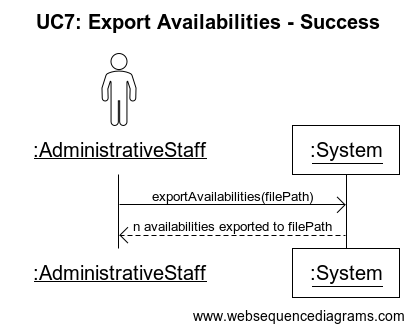 UC7: Export Availabilities - Success
:AdministrativeStaff :System
exportAvailabilities(filePath)
n availabilities exported to filePath
:AdministrativeStaff :System
www.websequencediagrams.com